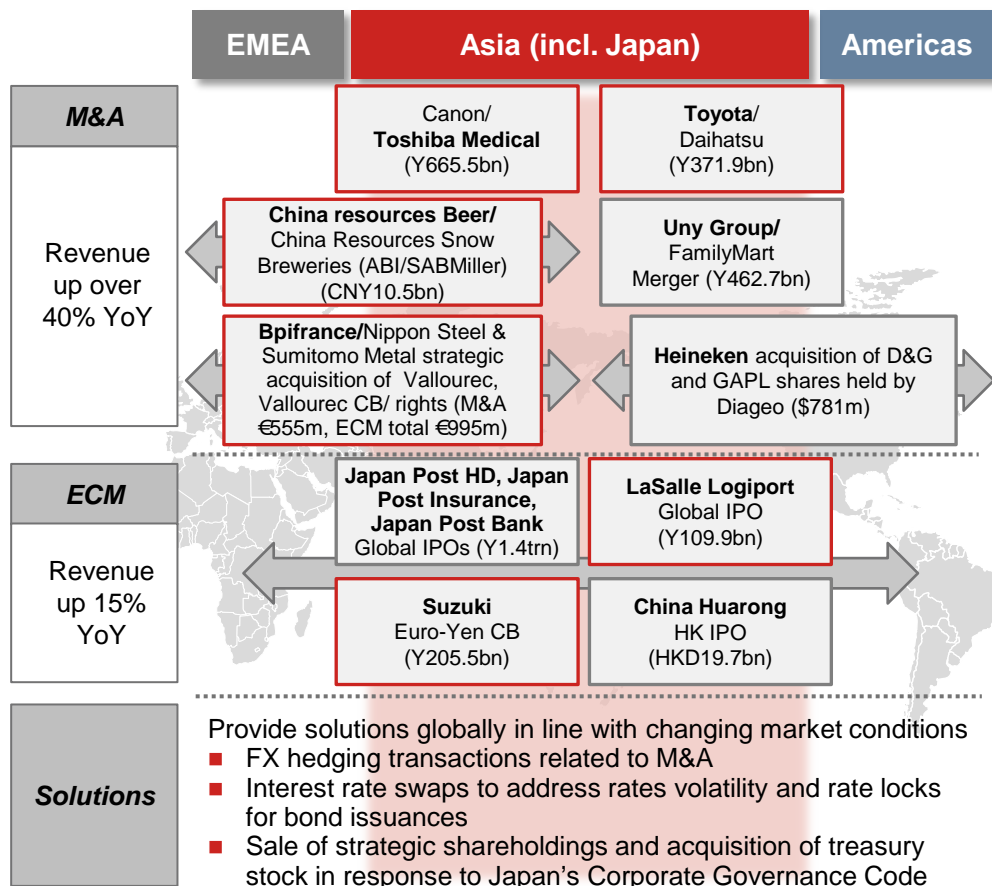 EMEA
Asia (incl. Japan)
Americas
M&A
Revenue
up over
40% YoY
Canon/
Toshiba Medical
(Y665.5bn)
Toyota/
Daihatsu
(Y371.9bn)
China resources Beer/
China Resources Snow
Breweries (ABI/SABMiller)
(CNY10.5bn)
Uny Group/
FamilyMart
Merger (Y462.7bn)
Bpifrance/Nippon Steel &
Sumitomo Metal strategic
acquisition of Vallourec,
Vallourec CB/ rights (M&A
€555m, ECM total €995m)
Heineken acquisition of D&G
and GAPL shares held by
Diageo ($781m)
ECM
Revenue
up 15%
YoY
Japan Post HD, Japan
Post Insurance,
Japan Post Bank
Global IPOs (Y1.4trn)
LaSalle Logiport
Global IPO
(Y109.9bn)
Suzuki
Euro-Yen CB
(Y205.5bn)
China Huarong
HK IPO
(HKD19.7bn)
Solutions
Provide solutions globally in line with changing market conditions
FX hedging transactions related to M&A
Interest rate swaps to address rates volatility and rate locks
for bond issuances
Sale of strategic shareholdings and acquisition of treasury
stock in response to Japan's Corporate Governance Code